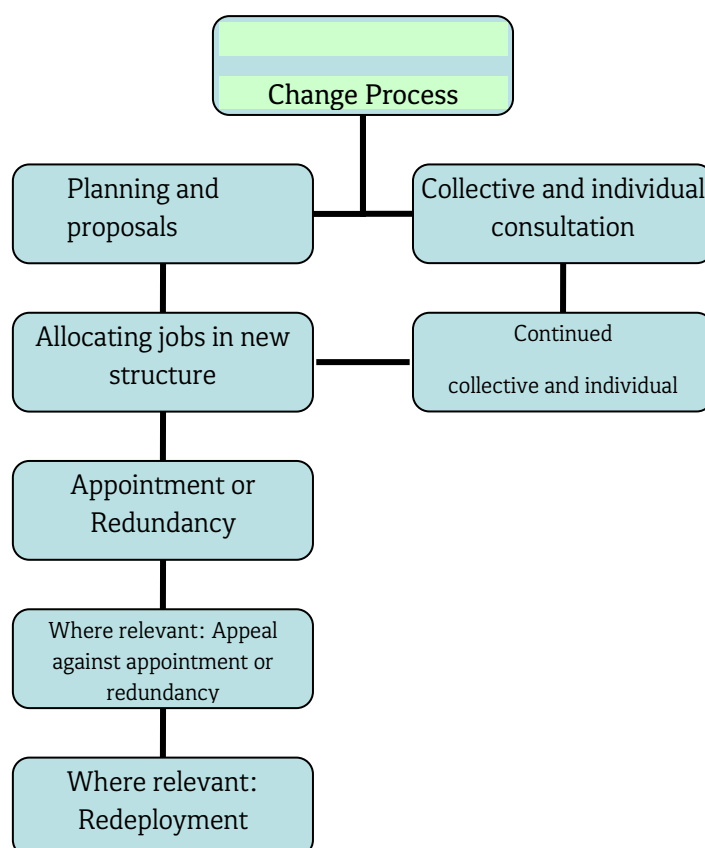 Change Process
Planning and
proposals
Collective and individual
consultation
Allocating jobs in new
structure
Continued
collective and individual
Appointment or
Redundancy
Where relevant: Appeal
against appointment or
redundancy
Where relevant:
Redeployment